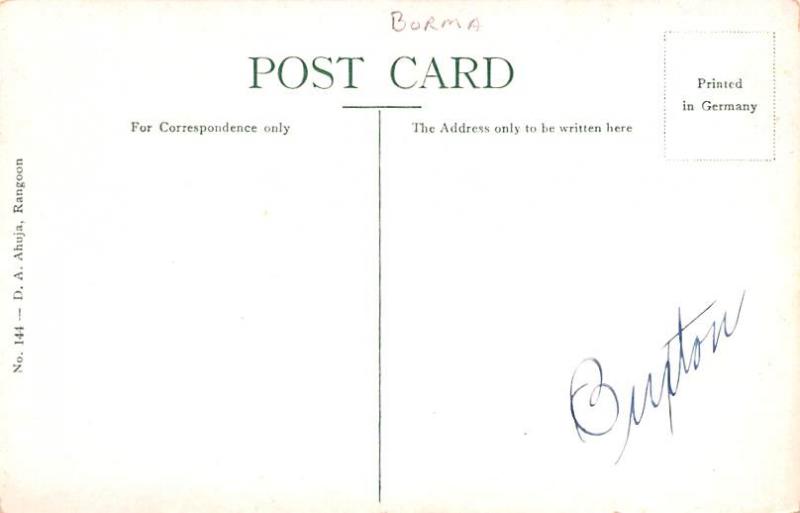 BURMA
POST CARD
Printed
in Germany
For Correspondence only
The Address only to be written here
No. 144 — D. A. Ahuja, Rangoon